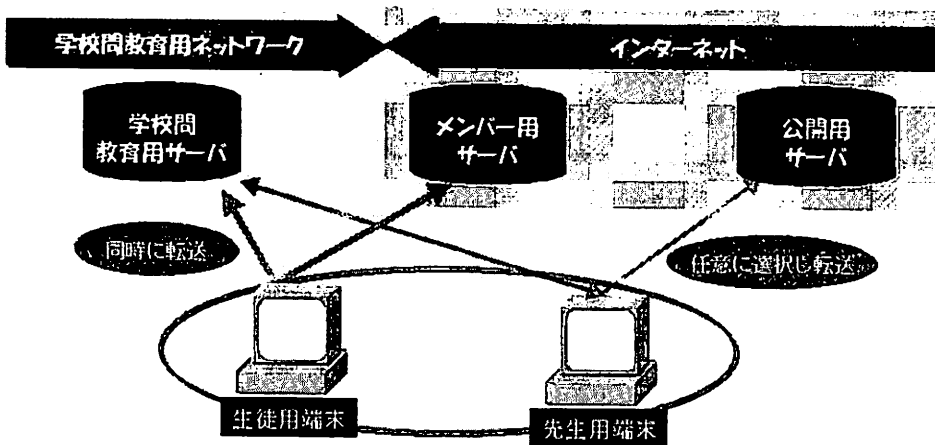 学校間教育用ネットワーク
インターネット
学校間
教育用サーバ
メンバー用
サーバ
公開用
サーバ
同時に転送
任意に選択し転送
生徒用端末
先生用端末